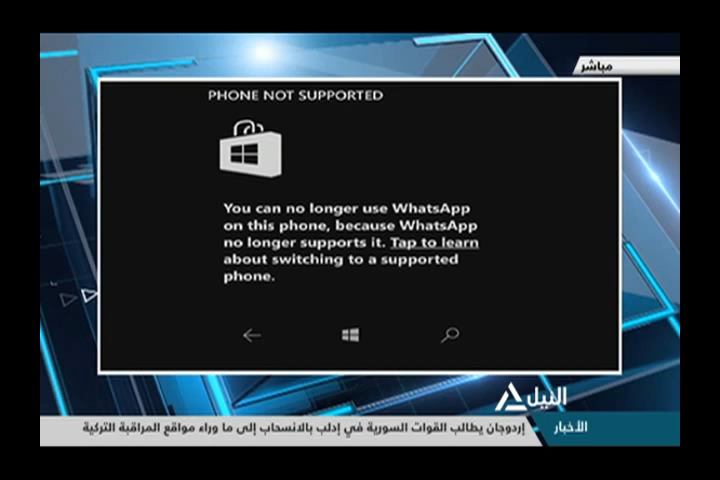 مباشر
PHONE NOT SUPPORTED
You can no longer use WhatsApp
on this phone, because WhatsApp
no longer supports it. Tap to learn
about switching to a supported
phone.
النيل
الأخبار
إردوجان يطالب القوات السورية في إدلب بالانسحاب إلى ما وراء مواقع المراقبة التركية